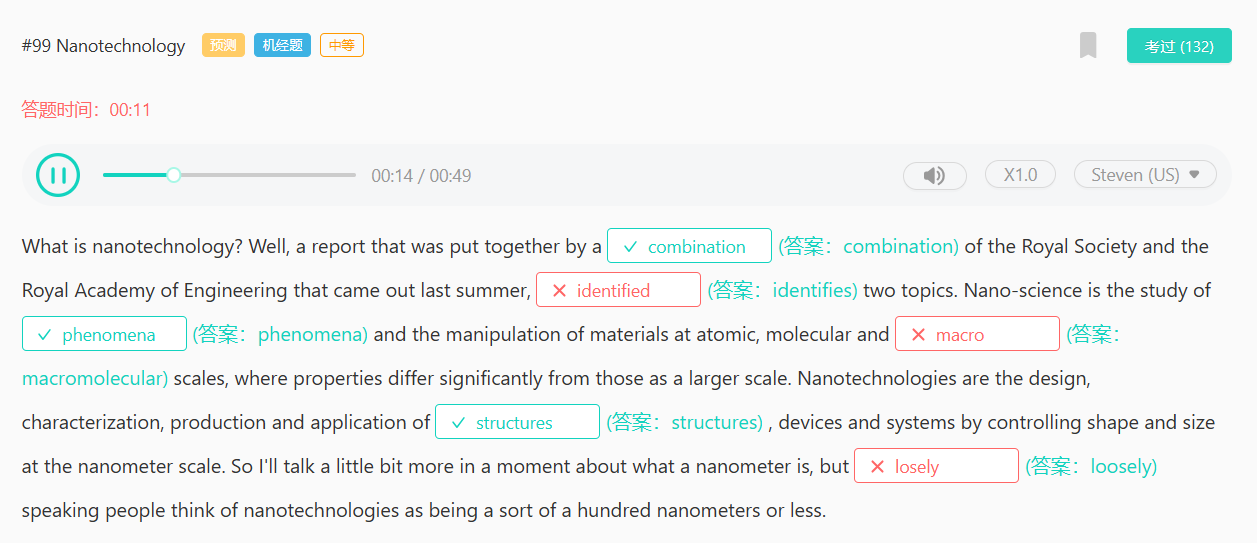 #99 Nanotechnology 预测 机经题 中等 考过 (132)
答题时间：00:11
00:14 / 00:49 X1.0 Steven (US)
What is nanotechnology? Well, a report that was put together by a combination (答案：combination) of the Royal Society and the
Royal Academy of Engineering that came out last summer, identified (答案：identifies) two topics. Nano-science is the study of
phenomena (答案：phenomena) and the manipulation of materials at atomic, molecular and macro (答案：
macromolecular) scales, where properties differ significantly from those as a larger scale. Nanotechnologies are the design,
characterization, production and application of structures (答案：structures) , devices and systems by controlling shape and size
at the nanometer scale. So I'll talk a little bit more in a moment about what a nanometer is, but losely (答案：loosely)
speaking people think of nanotechnologies as being a sort of a hundred nanometers or less.